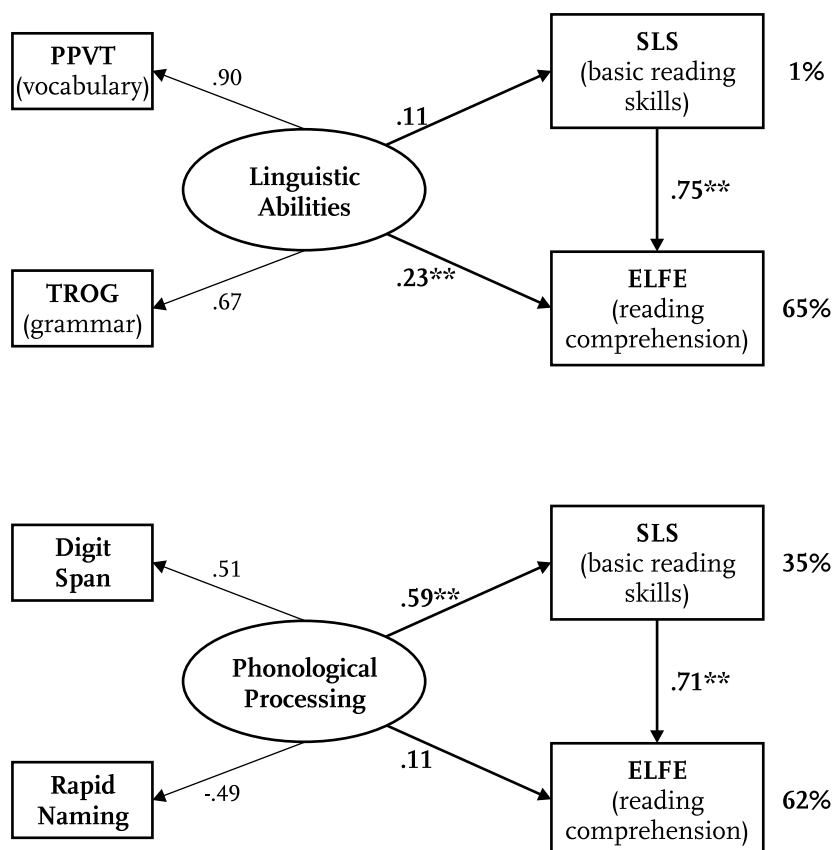 PPVT
(vocabulary)
.90
SLS
(basic reading
skills)
1%
.11
Linguistic
Abilities
.75**
TROG
(grammar)
.67
.23**
ELFE
(reading
comprehension)
65%
Digit
Span
.51
SLS
(basic reading
skills)
35%
.59**
Phonological
Processing
.71**
Rapid
Naming
-.49
.11
ELFE
(reading
comprehension)
62%